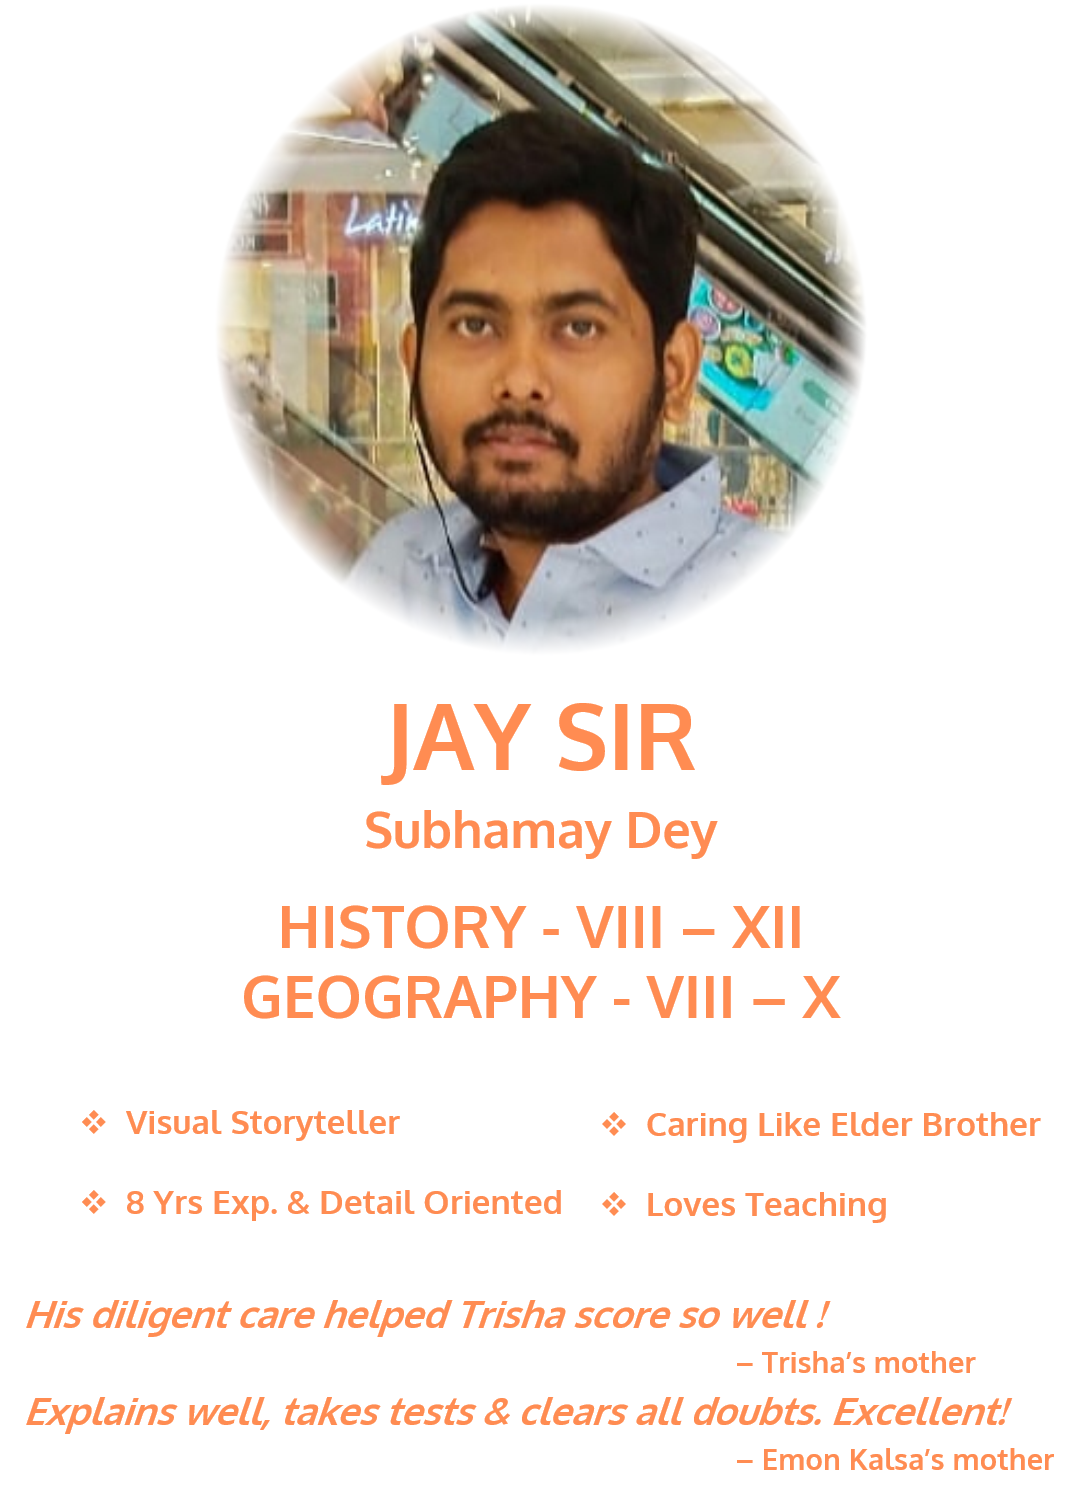 Latin
JAY SIR
Subhamay Dey
HISTORY - VIII – XII
GEOGRAPHY - VIII – X
❖ Visual Storyteller
❖ Caring Like Elder Brother
❖ 8 Yrs Exp. & Detail Oriented
❖ Loves Teaching
His diligent care helped Trisha score so well !
– Trisha’s mother
Explains well, takes tests & clears all doubts. Excellent!
– Emon Kalsa’s mother